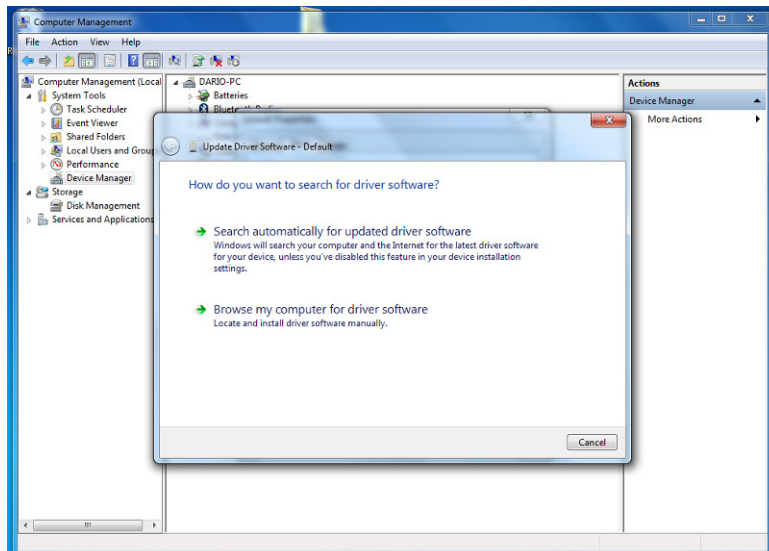 Computer Management
File Action View Help
Computer Management (Local
System Tools
Task Scheduler
Event Viewer
Shared Folders
Local Users and Group
Performance
Device Manager
Storage
Disk Management
Services and Applications
DARIO-PC
Batteries
Actions
Device Manager
More Actions
Update Driver Software - Default
How do you want to search for driver software?
Search automatically for updated driver software
Windows will search your computer and the Internet for the latest driver software
for your device, unless you've disabled this feature in your device installation
settings.
Browse my computer for driver software
Locate and install driver software manually.
Cancel